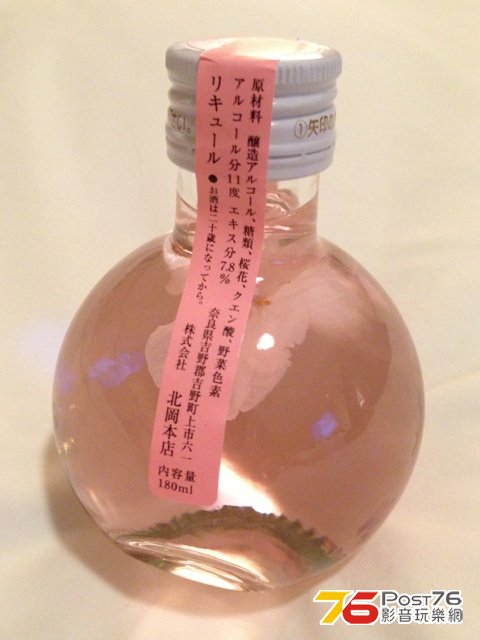 原材料 醸造アルコール、糖類、桜花、クエン酸、野菜色素
アルコール分11度 エキス分7.8%
奈良県吉野郡吉野町上市六一
リキュール ●お酒は二十歳になってから。
株式会社 北岡本店
内容量
180ml
①矢印の
さい。
76 POST76
影音玩樂網